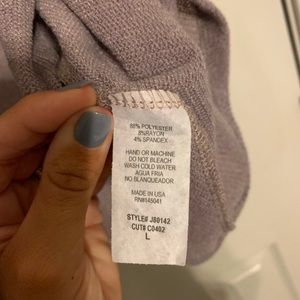 88% POLYESTER
8%RAYON
4% SPANDEX
HAND OR MACHINE
DO NOT BLEACH
WASH COLD WATER
AGUA FRIA
NO BLANQUEADOR
MADE IN USA
RN#145041
STYLE# J80142
CUT# C0402
L